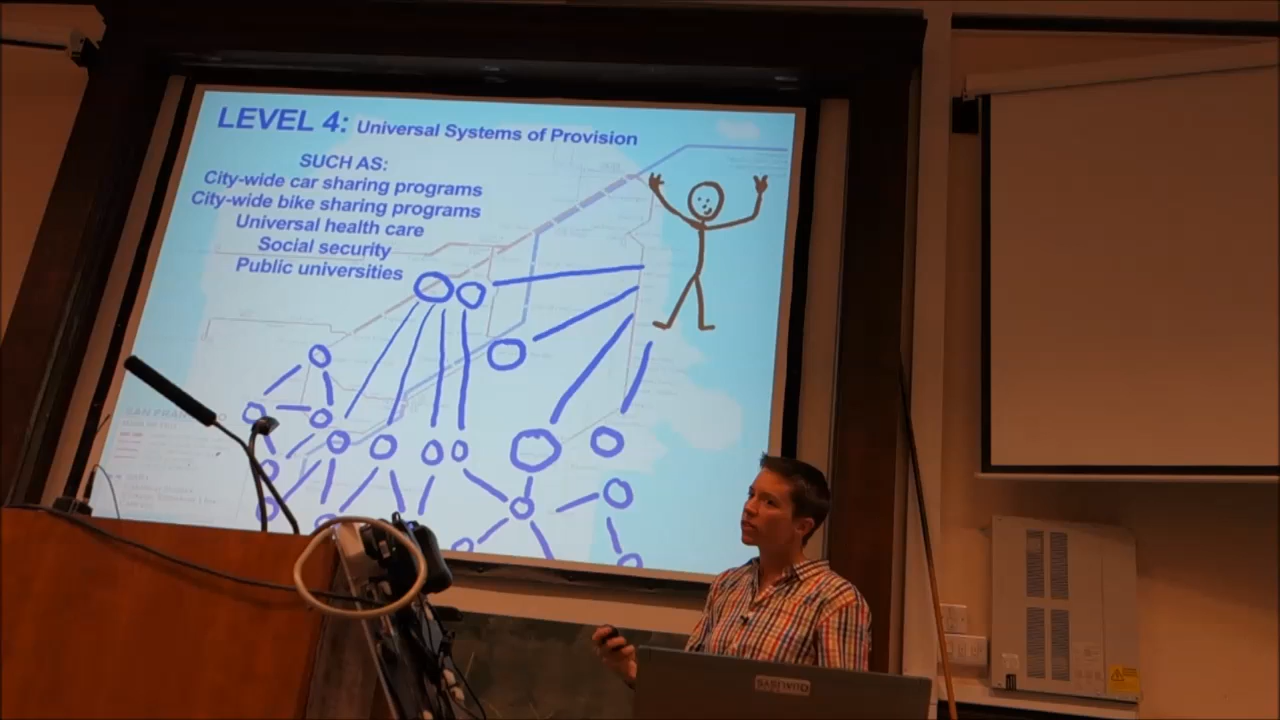 LEVEL 4: Universal Systems of Provision
SUCH AS:
City-wide car sharing programs
City-wide bike sharing programs
Universal health care
Social security
Public universities